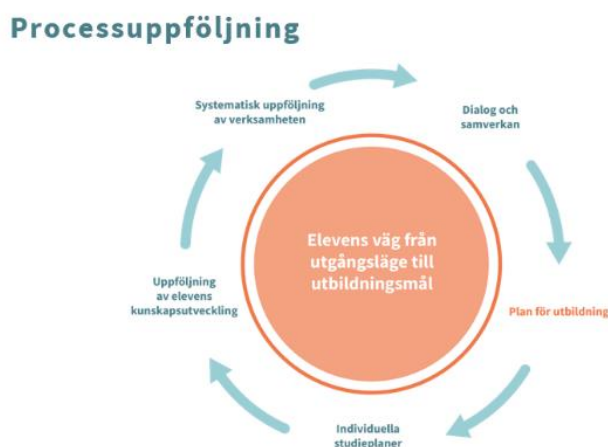 Processuppföljning
Systematisk uppföljning
av verksamheten
Dialog och
samverkan
Elevens väg från
utgångsläge till
utbildningsmål
Uppföljning
av elevens
kunskapsutveckling
Plan för utbildning
Individuella
studieplaner